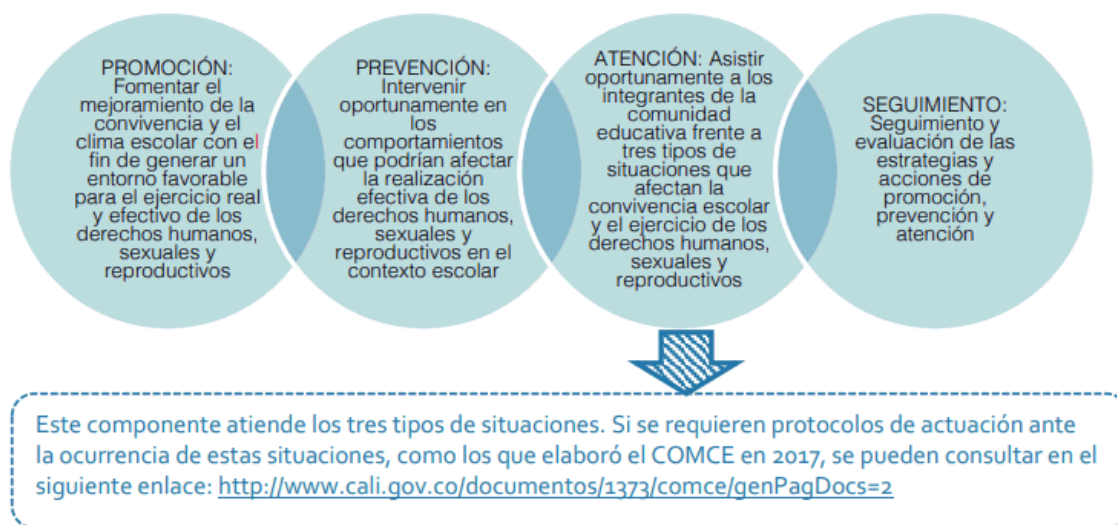 PROMOCIÓN:
Fomentar el
mejoramiento de la
convivencia y el
clima escolar con el
fin de generar un
entorno favorable
para el ejercicio real
y efectivo de los
derechos humanos,
sexuales y
reproductivos
PREVENCIÓN:
Intervenir
oportunamente en
los
comportamientos
que podrían afectar
la realización
efectiva de los
derechos humanos,
sexuales y
reproductivos en el
contexto escolar
ATENCIÓN: Asistir
oportunamente a los
integrantes de la
comunidad
educativa frente a
tres tipos de
situaciones que
afectan la
convivencia escolar
y el ejercicio de los
derechos humanos,
sexuales y
reproductivos
SEGUIMIENTO:
Seguimiento y
evaluación de las
estrategias y
acciones de
promoción,
prevención y
atención
Este componente atiende los tres tipos de situaciones. Si se requieren protocolos de actuación ante
la ocurrencia de estas situaciones, como los que elaboró el COMCE en 2017, se pueden consultar en el
siguiente enlace: http://www.cali.gov.co/documentos/1373/comce/genPagDocs=2